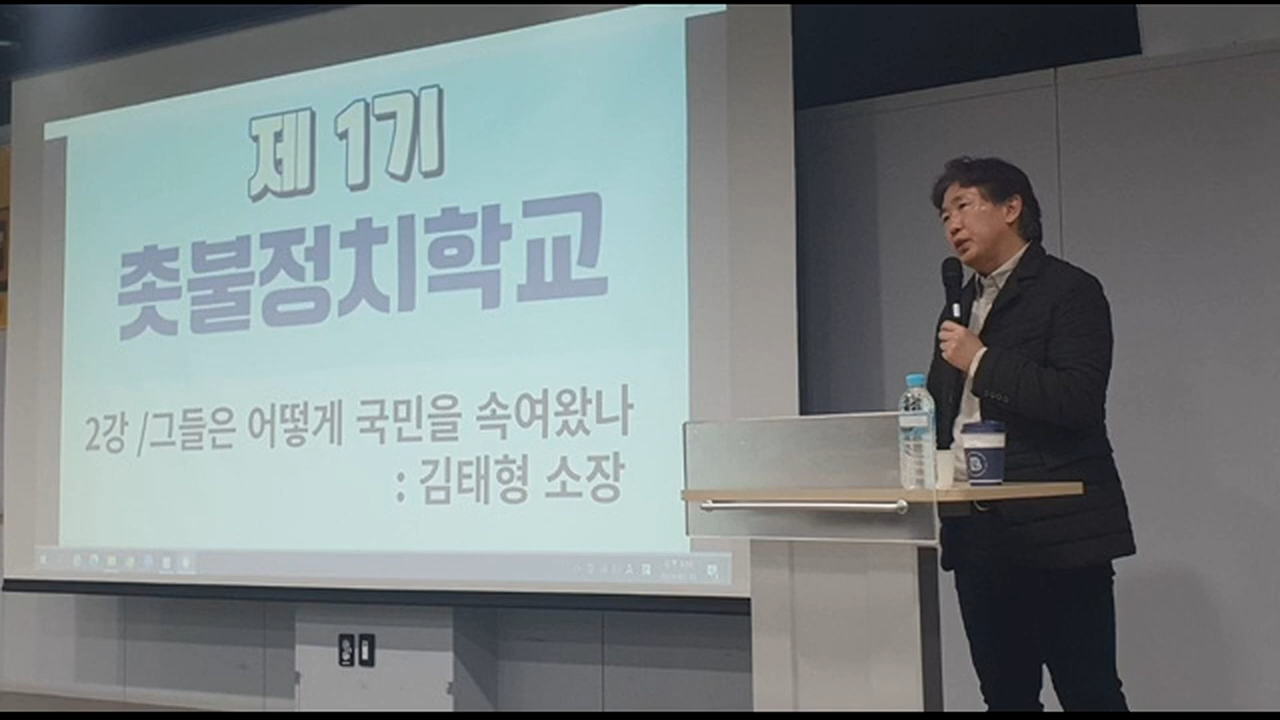 제 1기
촛불정치학교
2강 /그들은 어떻게 국민을 속여왔나
: 김태형 소장